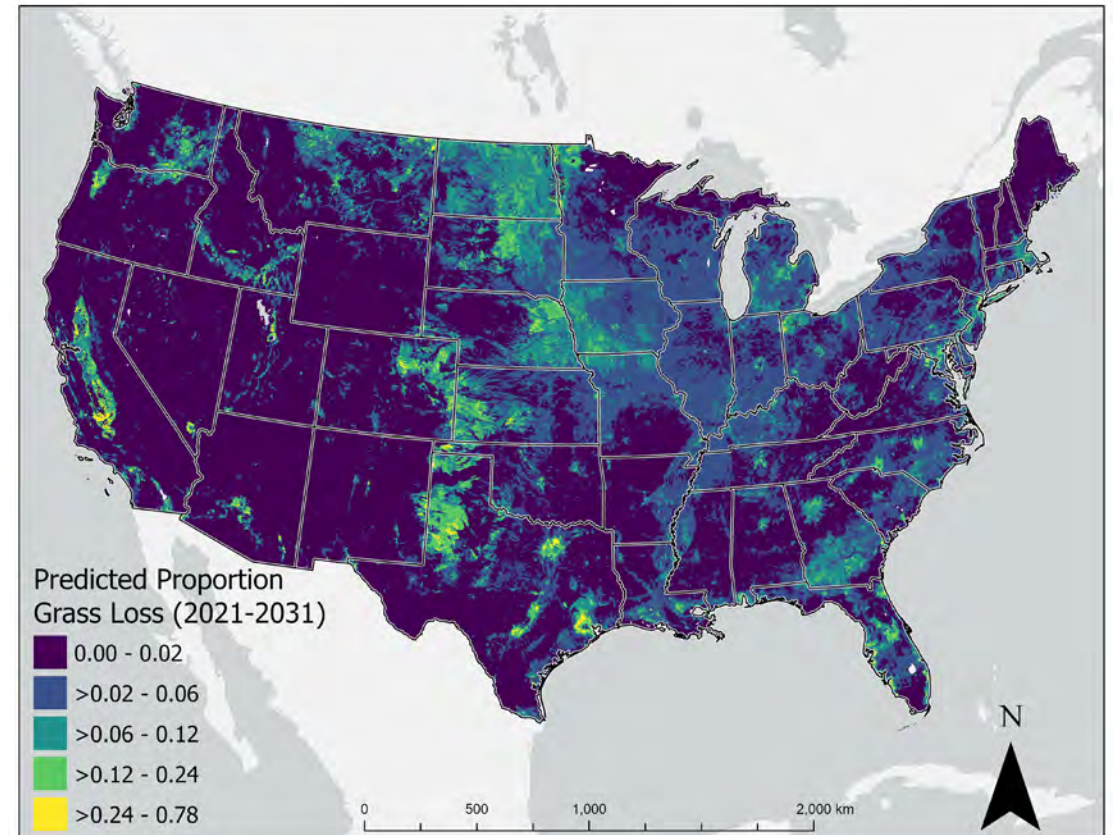 Predicted Proportion
Grass Loss (2021-2031)
0.00 - 0.02
>0.02 - 0.06
>0.06 - 0.12
>0.12 - 0.24
>0.24 - 0.78
0 500 1,000 2,000 km
N